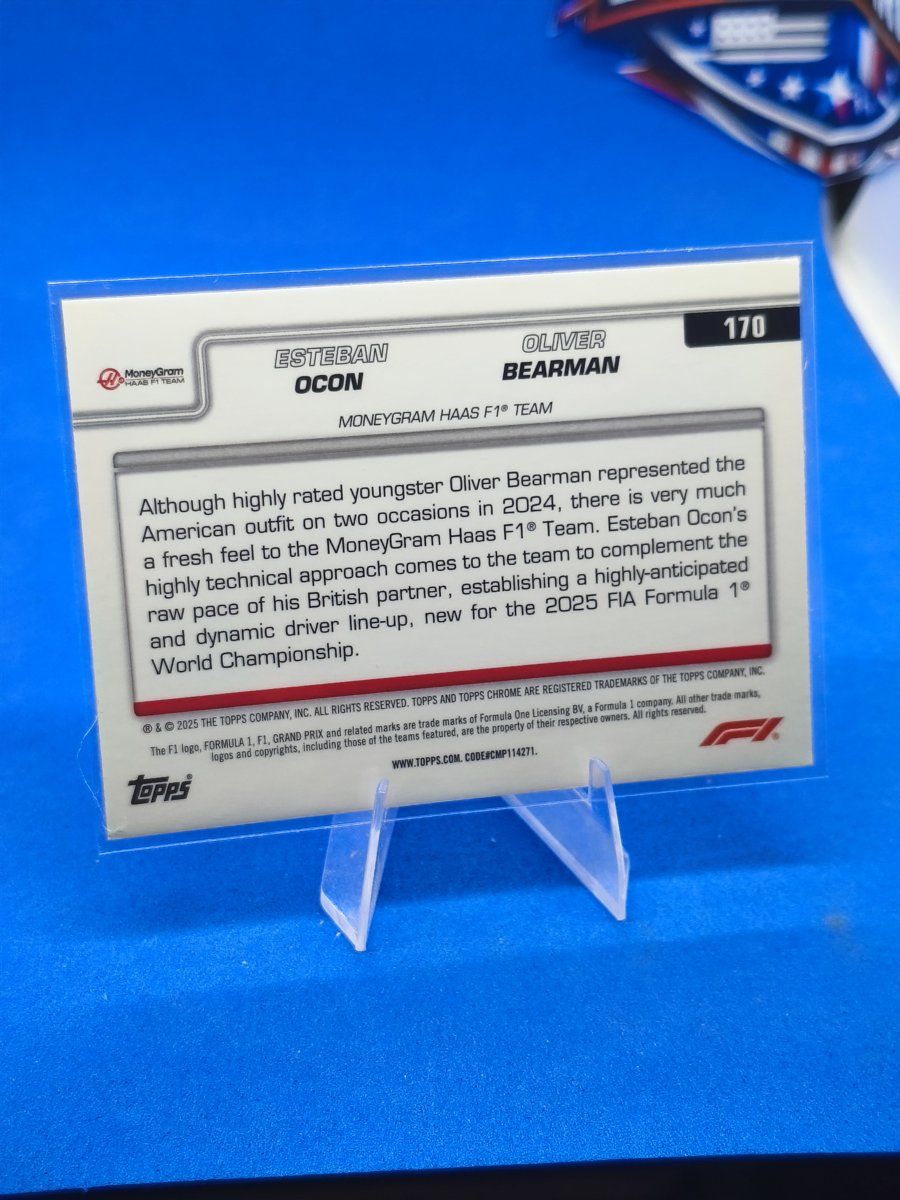 170
MoneyGram
HAAS F1 TEAM
ESTEBAN
OCON
OLIVER
BEARMAN
MONEYGRAM HAAS F1® TEAM
Although highly rated youngster Oliver Bearman represented the
American outfit on two occasions in 2024, there is very much
a fresh feel to the MoneyGram Haas F1® Team. Esteban Ocon's
highly technical approach comes to the team to complement the
raw pace of his British partner, establishing a highly-anticipated
and dynamic driver line-up, new for the 2025 FIA Formula 1®
World Championship.
® & © 2025 THE TOPPS COMPANY, INC. ALL RIGHTS RESERVED. TOPPS AND TOPPS CHROME ARE REGISTERED TRADEMARKS OF THE TOPPS COMPANY, INC.
The F1 logo, FORMULA 1, F1, GRAND PRIX and related marks are trade marks of Formula One Licensing BV, a Formula 1 company. All other trade marks,
logos and copyrights, including those of the teams featured, are the property of their respective owners. All rights reserved.
WWW.TOPPS.COM. CODE#CMP114271.
topps®
F1®